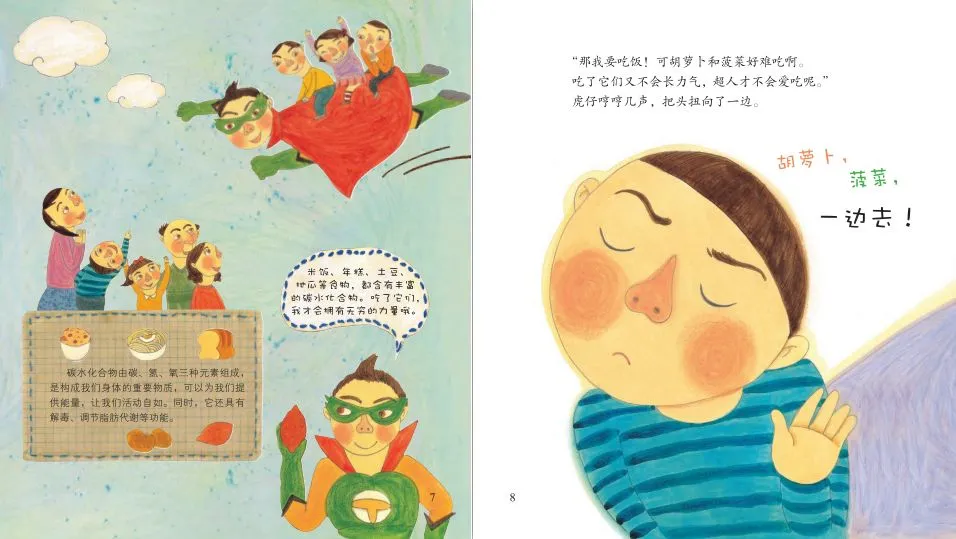 米饭、年糕、土豆、
地瓜等食物，都含有丰富
的碳水化合物。吃了它们，
我才会拥有无穷的力量哦。
碳水化合物由碳、氢、氧三种元素组成，
是构成我们身体的重要物质，可以为我们提
供能量，让我们活动自如。同时，它还具有
解毒、调节脂肪代谢等功能。
7
“那我要吃饭！可胡萝卜和菠菜好难吃啊。
吃了它们又不会长力气，超人才不会爱吃呢。”
虎仔哼哼几声，把头扭向了一边。
胡萝卜，
菠菜，
一边去！
8